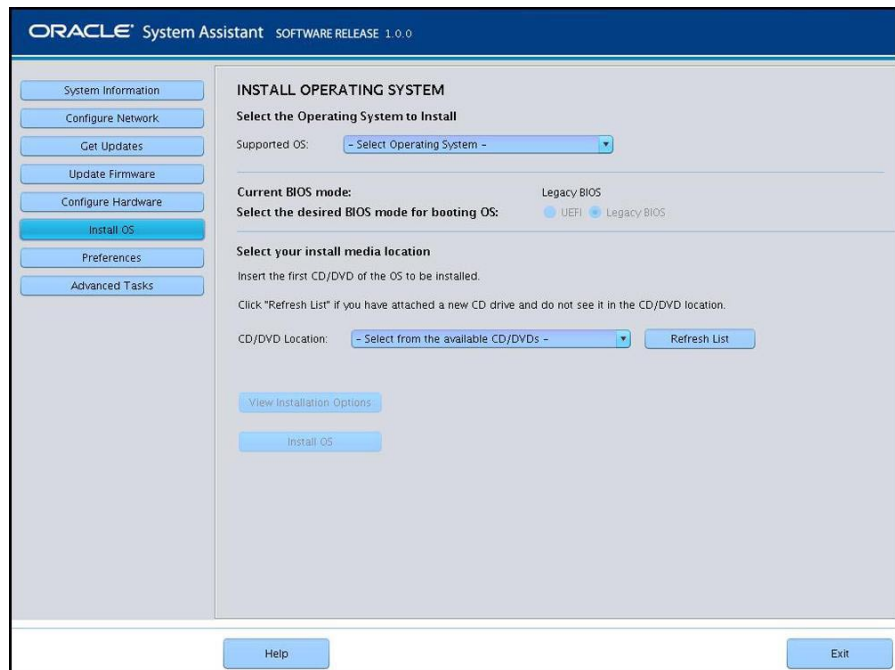 ORACLE® System Assistant SOFTWARE RELEASE 1.0.0
System Information
Configure Network
Get Updates
Update Firmware
Configure Hardware
Install OS
Preferences
Advanced Tasks
INSTALL OPERATING SYSTEM
Select the Operating System to Install
Supported OS: - Select Operating System -
Current BIOS mode: Legacy BIOS
Select the desired BIOS mode for booting OS: UEFI Legacy BIOS
Select your install media location
Insert the first CD/DVD of the OS to be installed.
Click "Refresh List" if you have attached a new CD drive and do not see it in the CD/DVD location.
CD/DVD Location: - Select from the available CD/DVDs - Refresh List
View Installation Options
Install OS
Help Exit